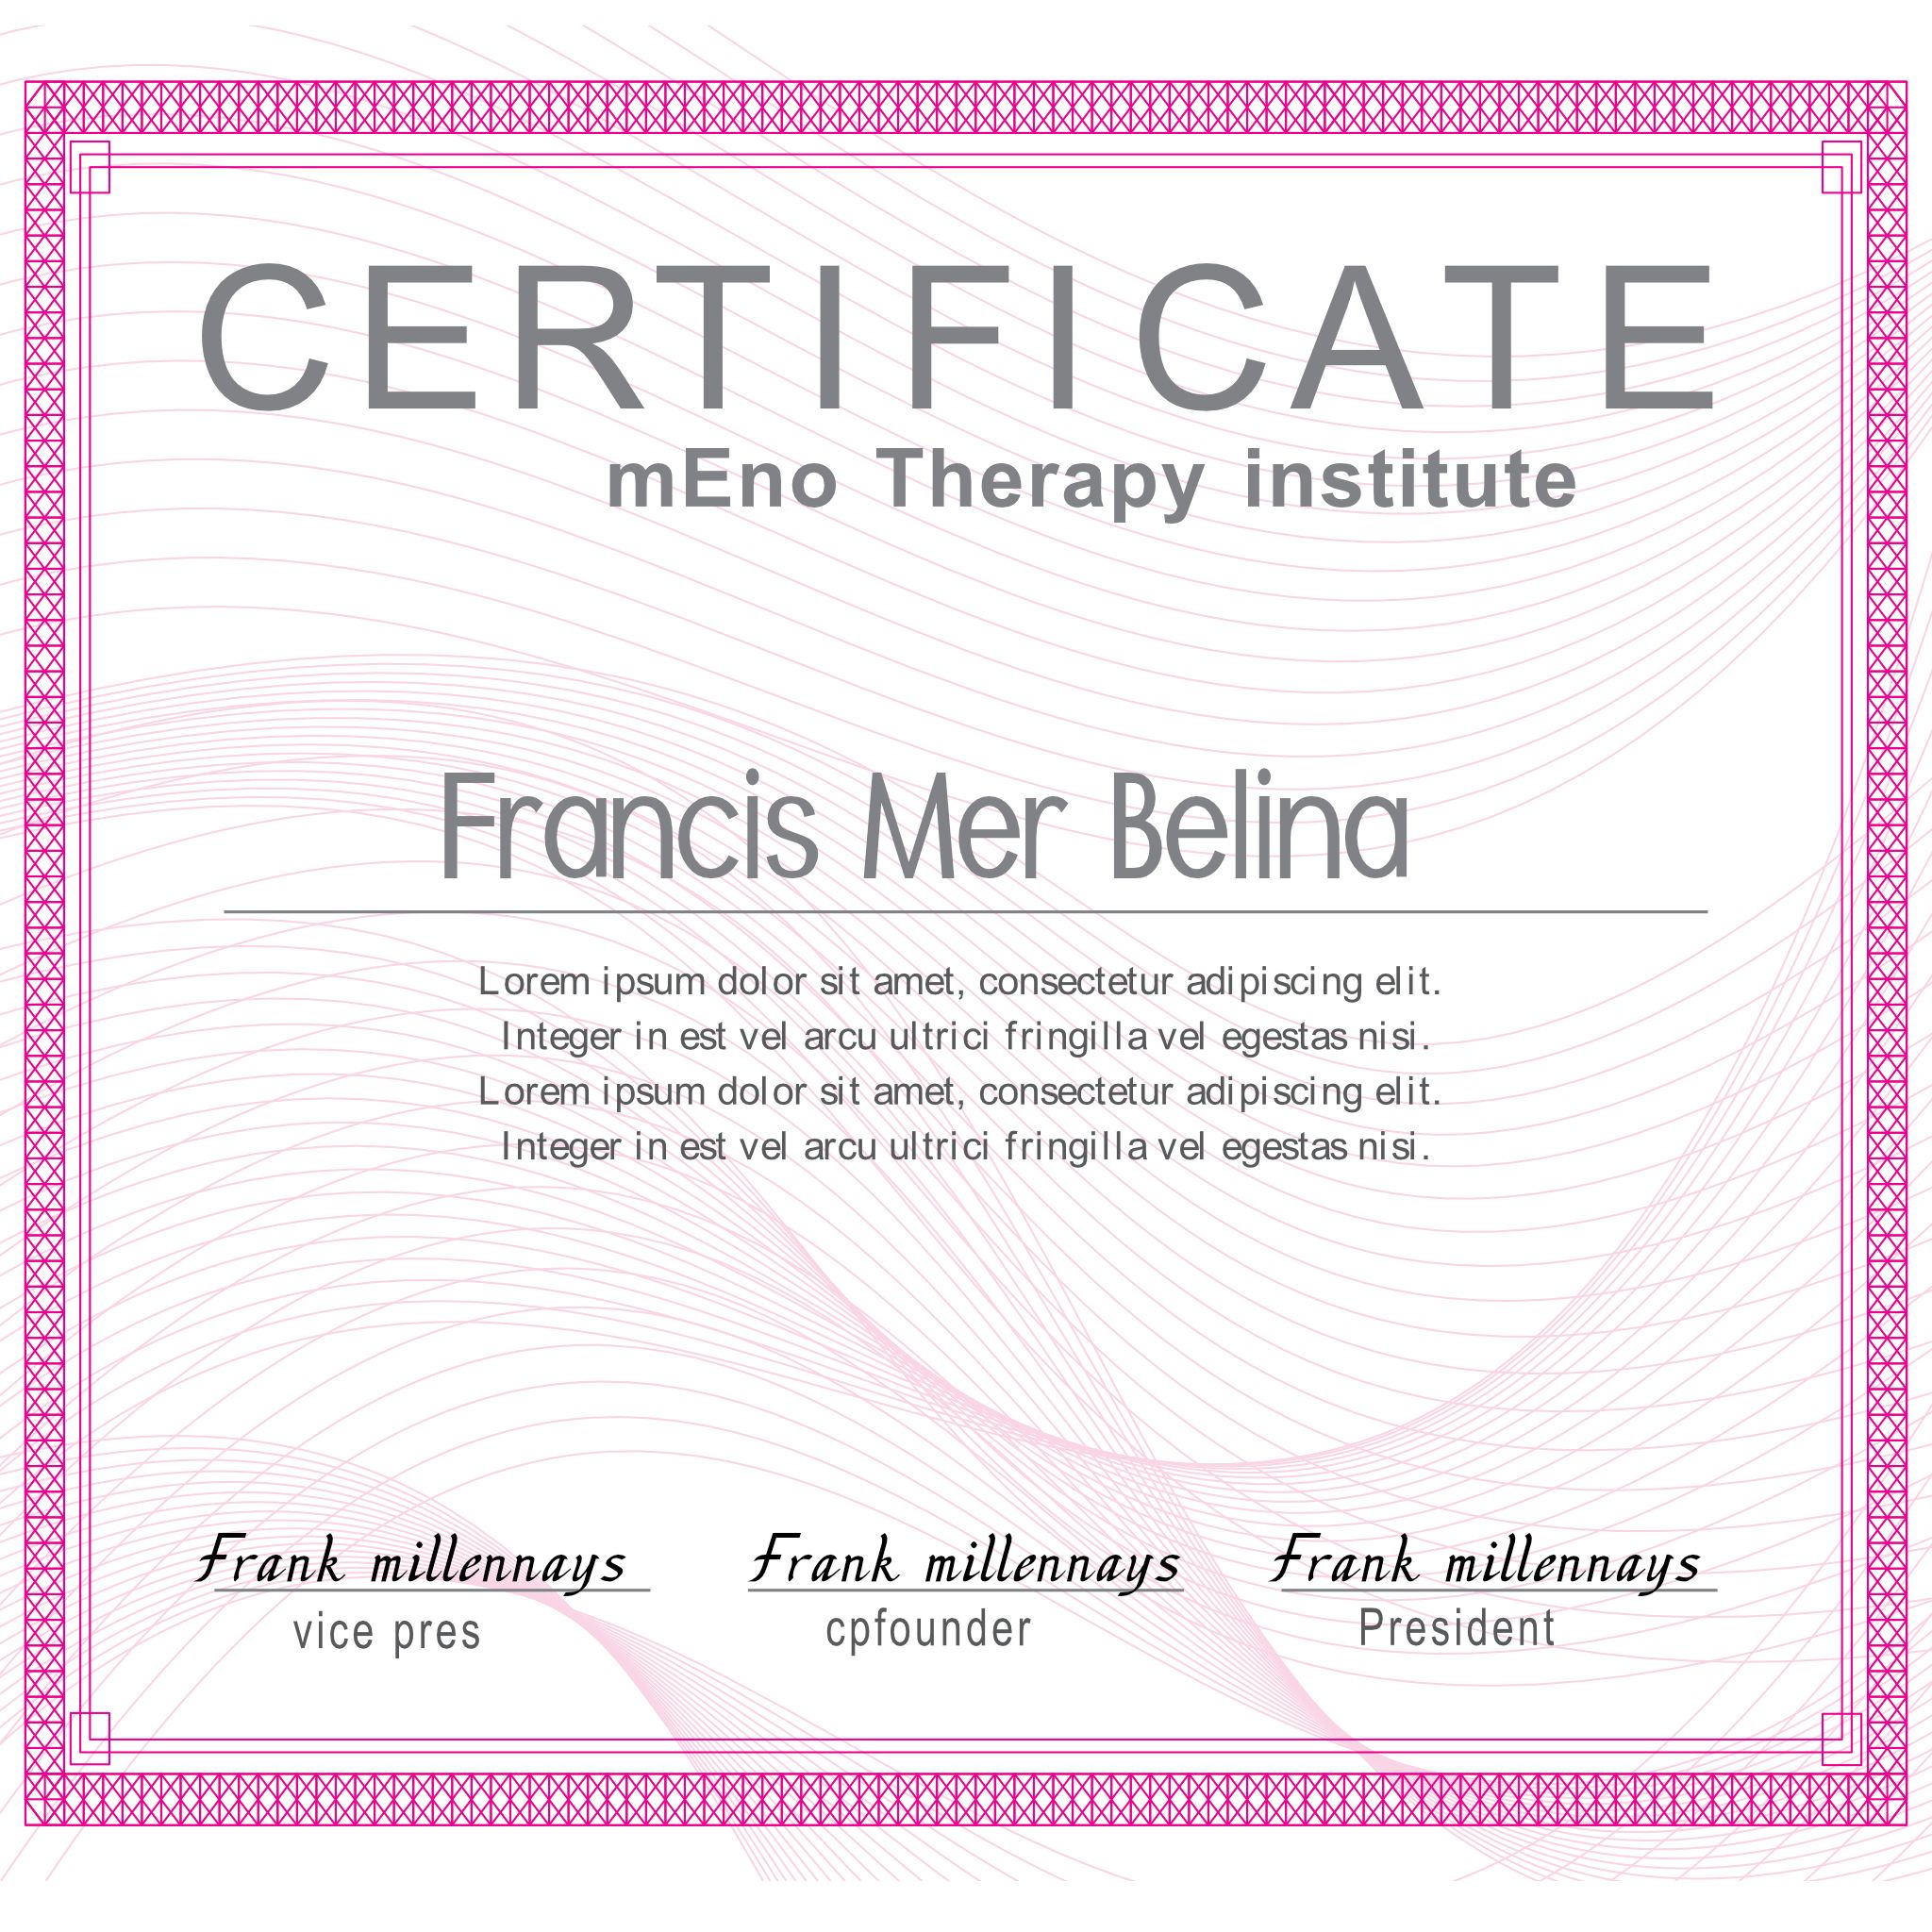 CERTIFICATE
mEno Therapy institute
Francis Mer Belina
Lorem ipsum dolor sit amet, consectetur adipiscing elit.
Integer in est vel arcu ultrici fringilla vel egestas nisi.
Lorem ipsum dolor sit amet, consectetur adipiscing elit.
Integer in est vel arcu ultrici fringilla vel egestas nisi.
Frank millennays Frank millennays Frank millennays
vice pres cpfounder President